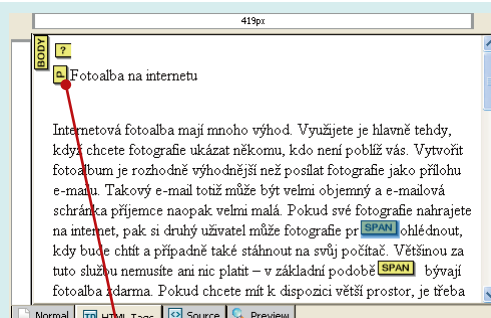 419px
BODY
?
P Fotoalba na internetu
Internetová fotoalba mají mnoho výhod. Využijete je hlavně tehdy,
když chcete fotografie ukázat někomu, kdo není poblíž vás. Vytvořit
fotoalbum je rozhodně výhodnější než posílat fotografie jako přílohu
e-mailu. Takový e-mail totiž může být velmi objemný a e-mailová
schránka příjemce naopak velmi malá. Pokud své fotografie nahrajete
na internet, pak si druhý uživatel může fotografie pr SPAN ohlédnout,
kdy bude chtít a případně také stáhnout na svůj počítač. Většinou za
tuto službu nemusíte ani nic platit – v základní podobě SPAN bývají
fotoalba zdarma. Pokud chcete mít k dispozici větší prostor, je třeba
Normal HTML Tags Source Preview